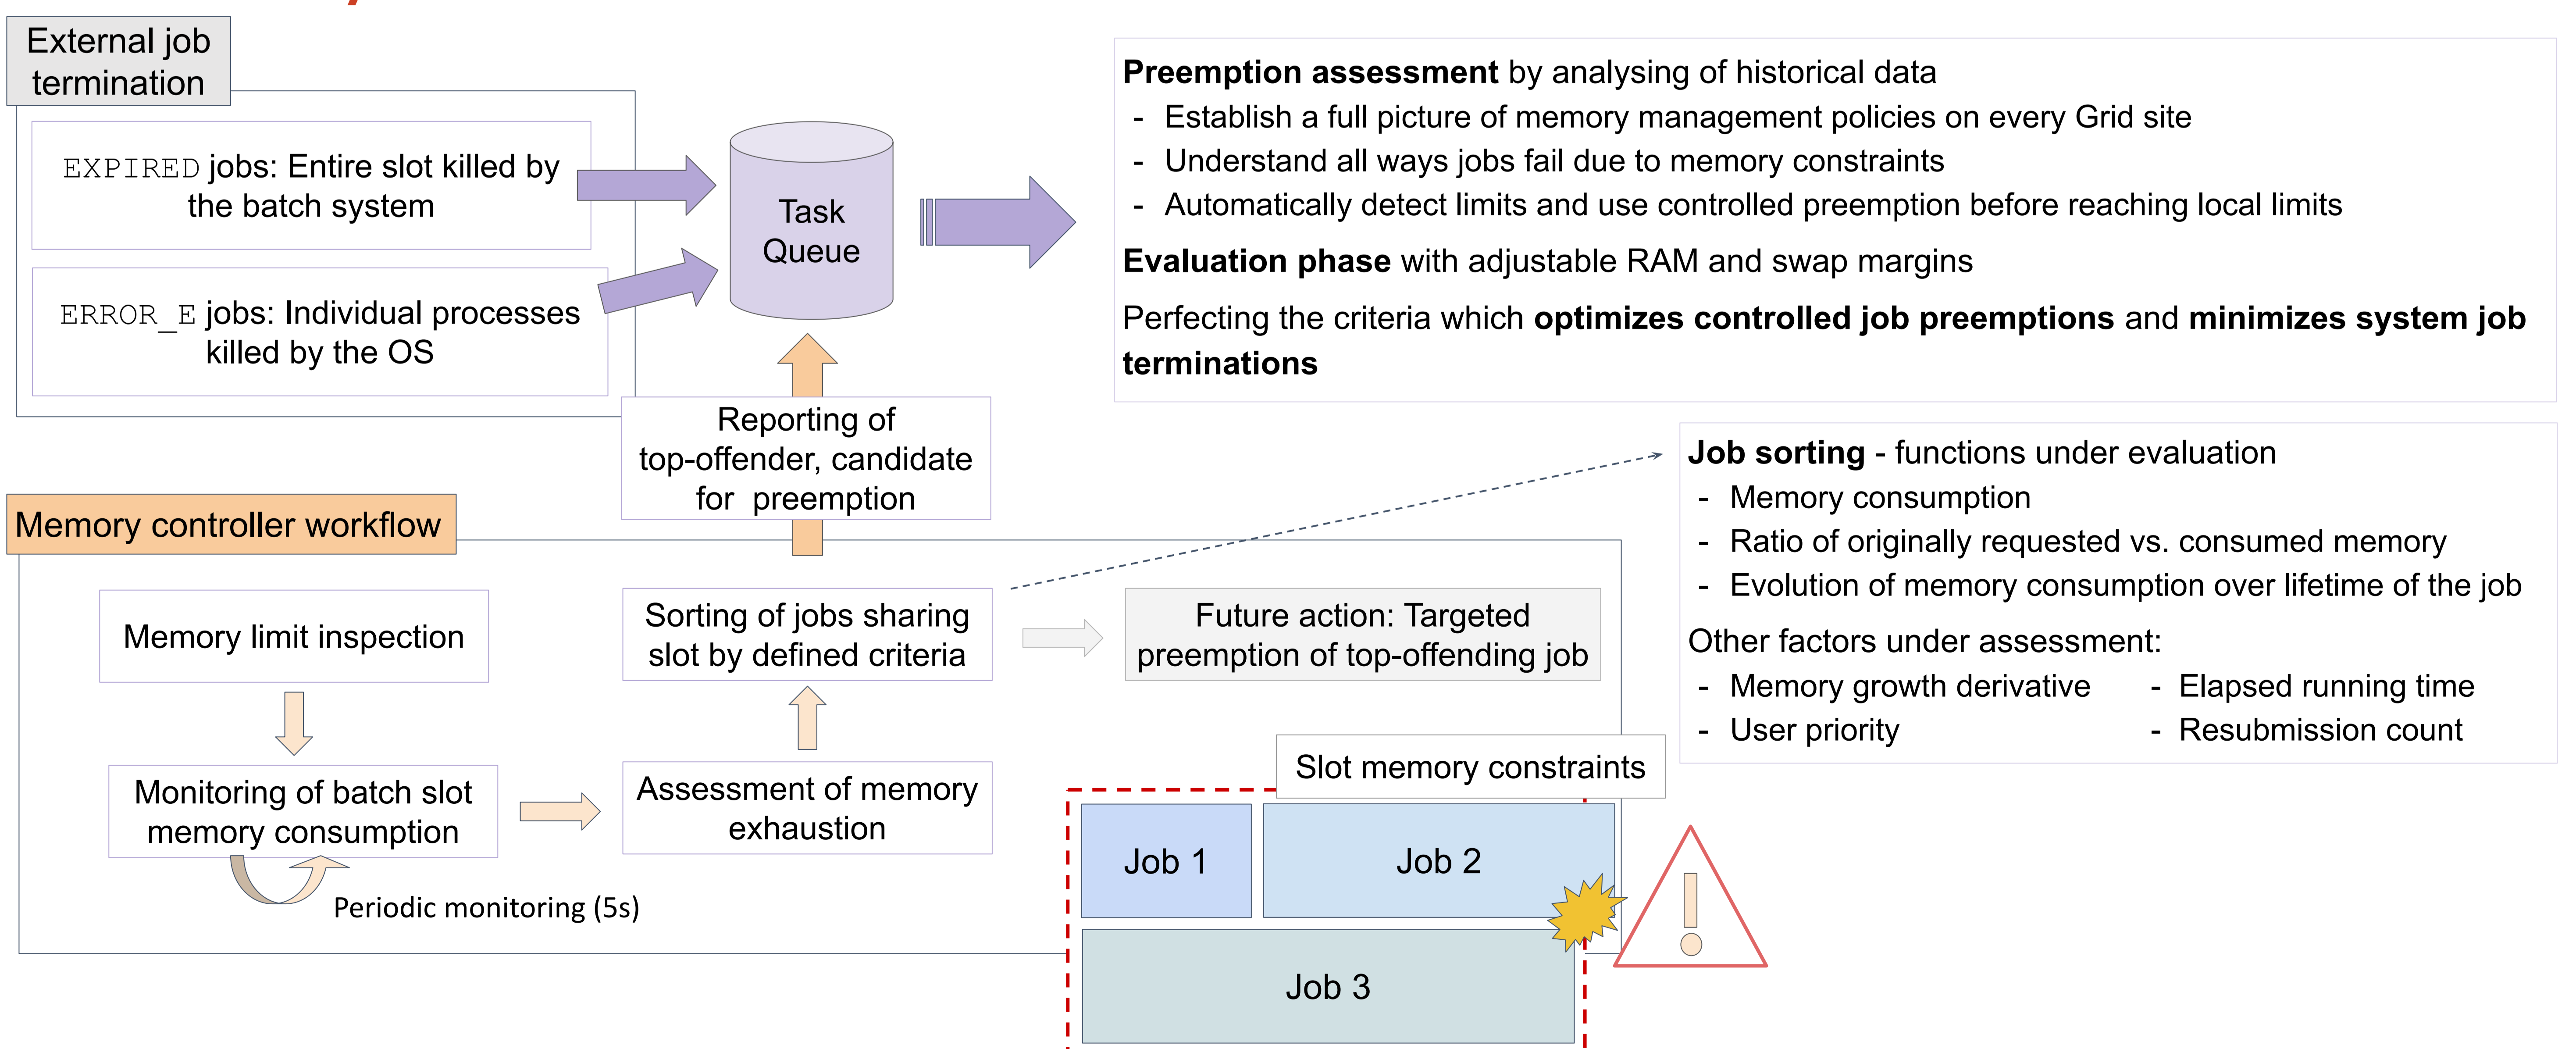 External job
termination
EXPIRED jobs: Entire slot killed by
the batch system
ERROR_E jobs: Individual processes
killed by the OS
Task
Queue
Preemption assessment by analysing of historical data
- Establish a full picture of memory management policies on every Grid site
- Understand all ways jobs fail due to memory constraints
- Automatically detect limits and use controlled preemption before reaching local limits
Evaluation phase with adjustable RAM and swap margins
Perfecting the criteria which optimizes controlled job preemptions and minimizes system job
terminations
Reporting of
top-offender, candidate
for preemption
Memory controller workflow
Memory limit inspection
Monitoring of batch slot
memory consumption
Periodic monitoring (5s)
Assessment of memory
exhaustion
Sorting of jobs sharing
slot by defined criteria
Future action: Targeted
preemption of top-offending job
Job sorting - functions under evaluation
- Memory consumption
- Ratio of originally requested vs. consumed memory
- Evolution of memory consumption over lifetime of the job
Other factors under assessment:
- Memory growth derivative
- Elapsed running time
- User priority
- Resubmission count
Slot memory constraints
Job 1
Job 2
Job 3